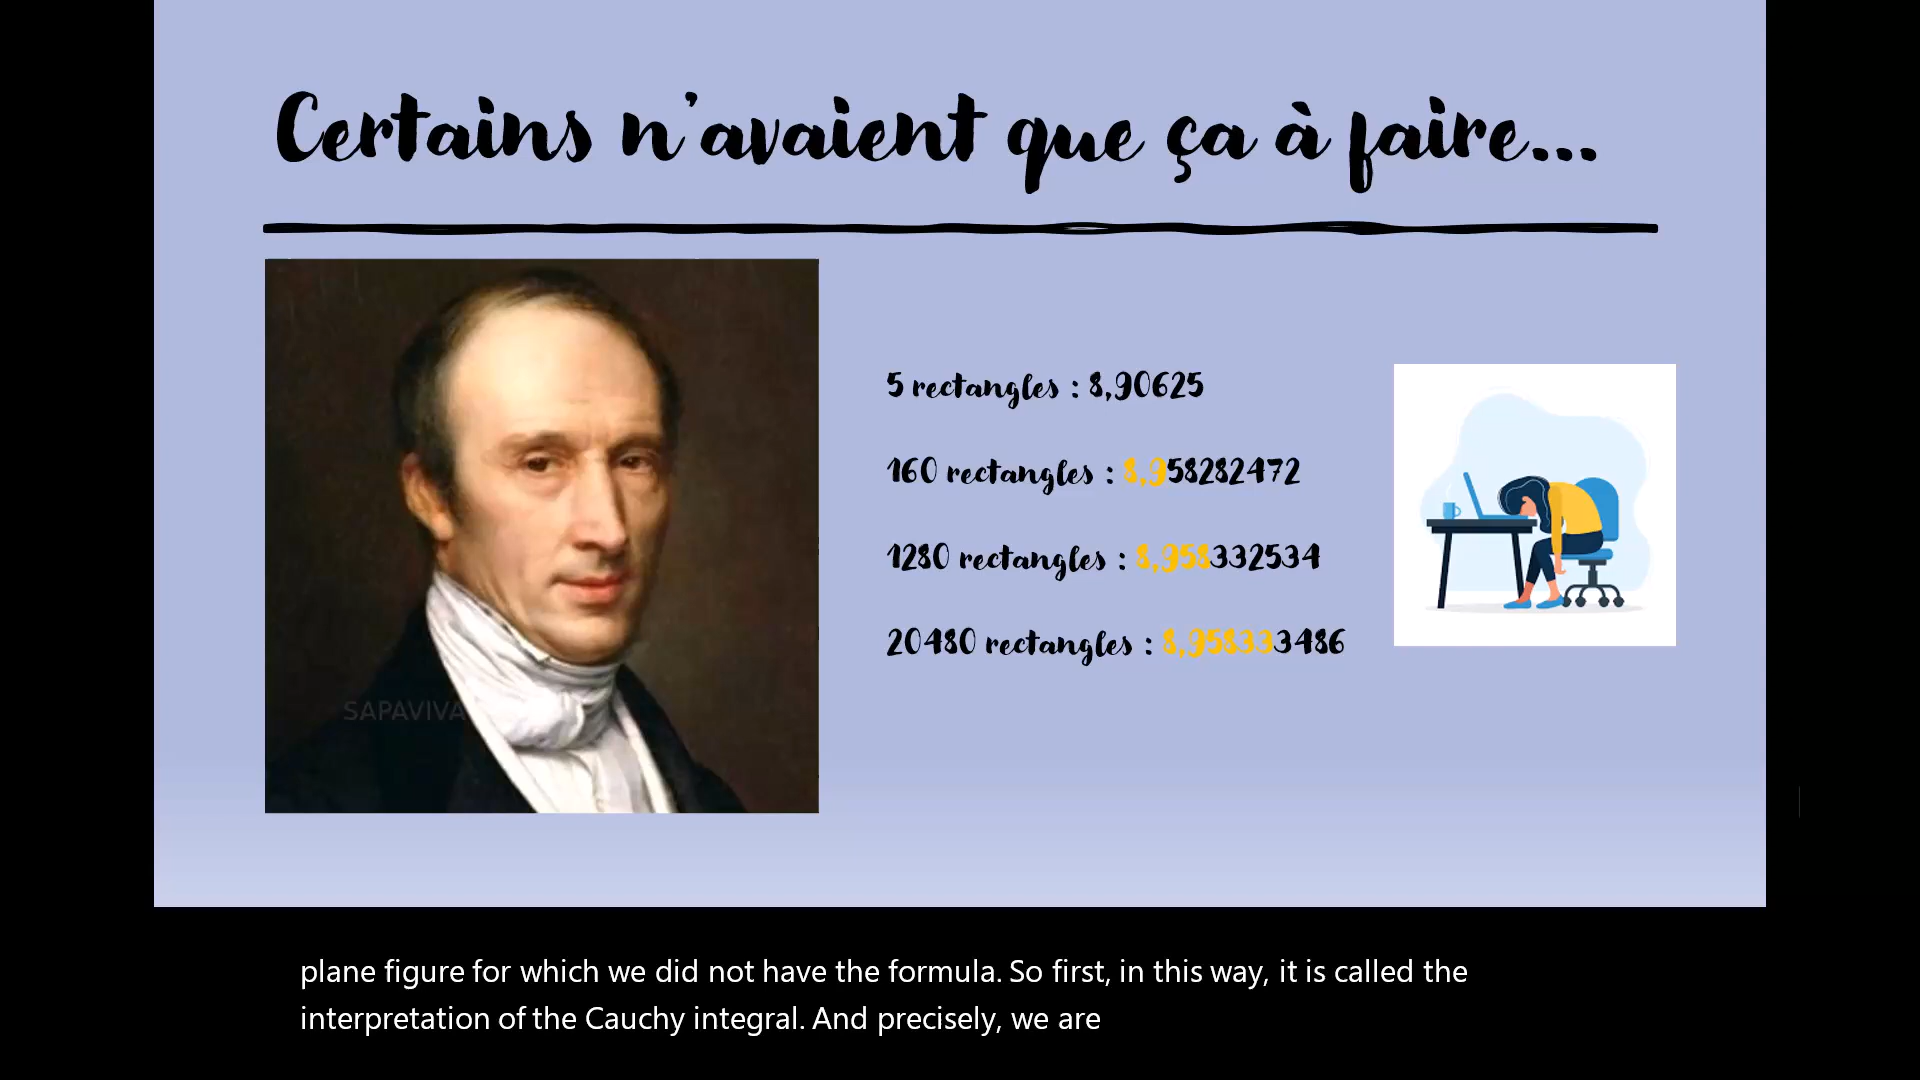 Certains n'avaient que ça à faire...
5 rectangles : 8,90625
160 rectangles : 8,958282472
1280 rectangles : 8,958332534
20480 rectangles : 8,958333486
SAPAVIVA
plane figure for which we did not have the formula. So first, in this way, it is called the
interpretation of the Cauchy integral. And precisely, we are